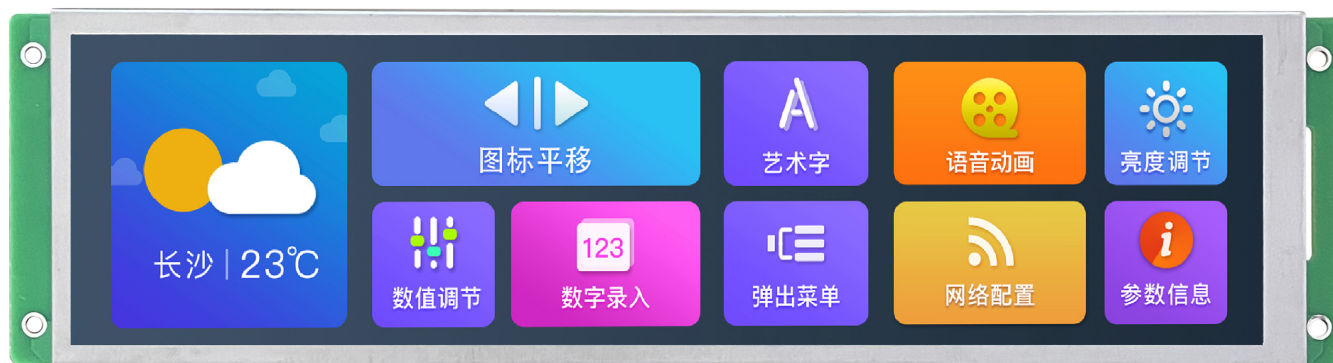 长沙 | 23℃
图标平移
艺术字
语音动画
亮度调节
数值调节
123
数字录入
弹出菜单
网络配置
参数信息